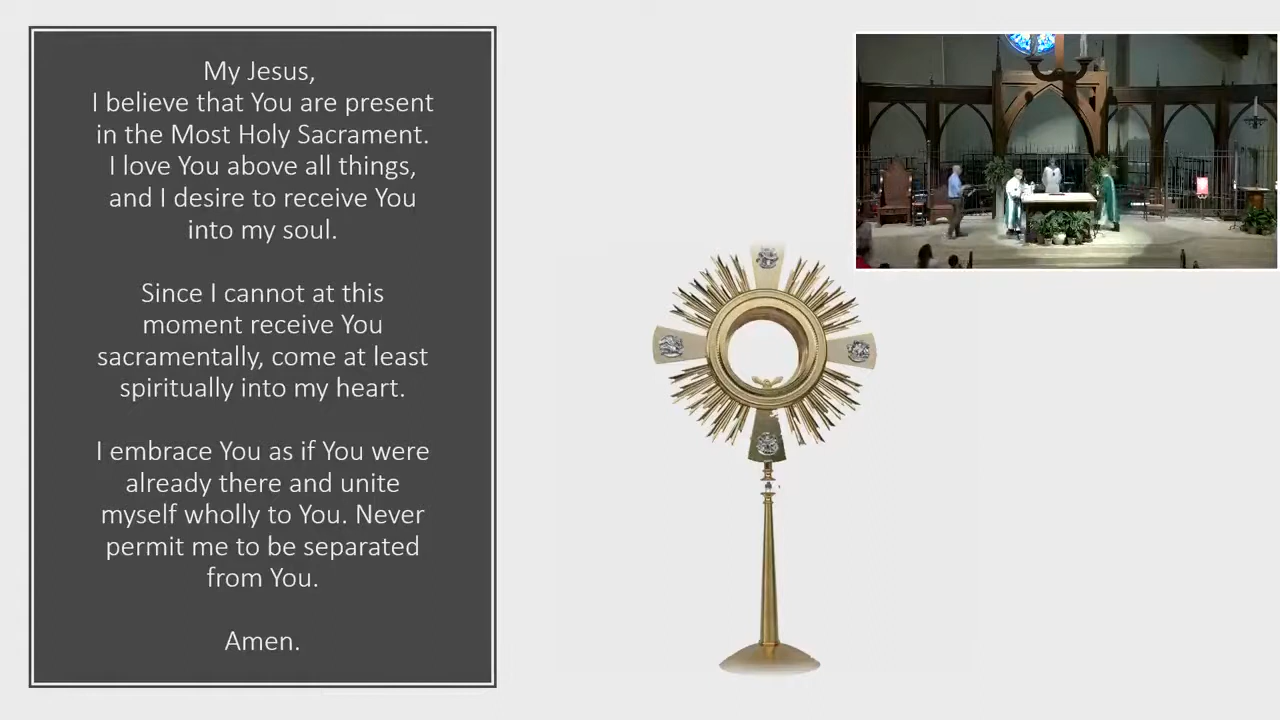 My Jesus,
I believe that You are present
in the Most Holy Sacrament.
I love You above all things,
and I desire to receive You
into my soul.
Since I cannot at this
moment receive You
sacramentally, come at least
spiritually into my heart.
I embrace You as if You were
already there and unite
myself wholly to You. Never
permit me to be separated
from You.
Amen.